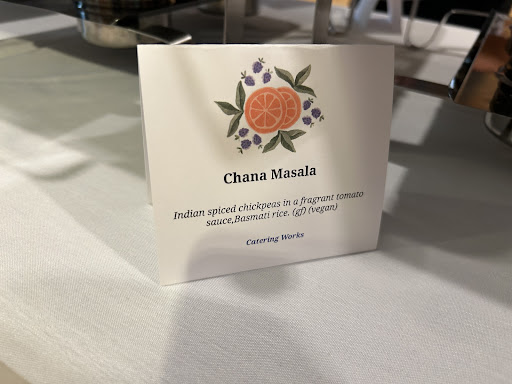 Chana Masala
Indian spiced chickpeas in a fragrant tomato
sauce,Basmati rice. (gf) (vegan)
Catering Works